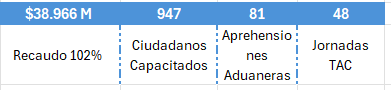 $38.966 M
947
81
48
Recaudo 102%
Ciudadanos
Capacitados
Aprehensio
nes
Aduaneras
Jornadas
TAC